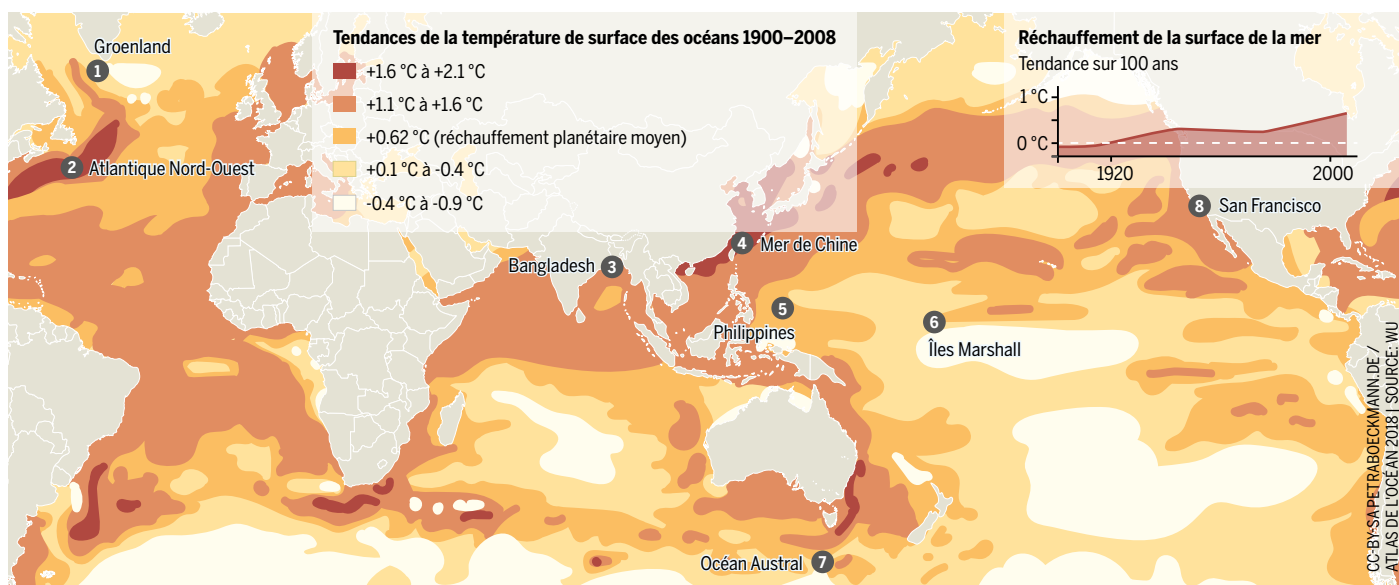 Tendances de la température de surface des océans 1900–2008
+1.6 °C à +2.1 °C
+1.1 °C à +1.6 °C
+0.62 °C (réchauffement planétaire moyen)
+0.1 °C à -0.4 °C
-0.4 °C à -0.9 °C
Réchauffement de la surface de la mer
Tendance sur 100 ans
1 °C
0 °C
1920
2000
Groenland
1
2 Atlantique Nord-Ouest
Bangladesh 3
4 Mer de Chine
5
Philippines
6
Îles Marshall
Océan Austral 7
8 San Francisco
CC-BY-SA PETRABOECKMANN.DE /
ATLAS DE L'OCÉAN 2018 | SOURCE: WU